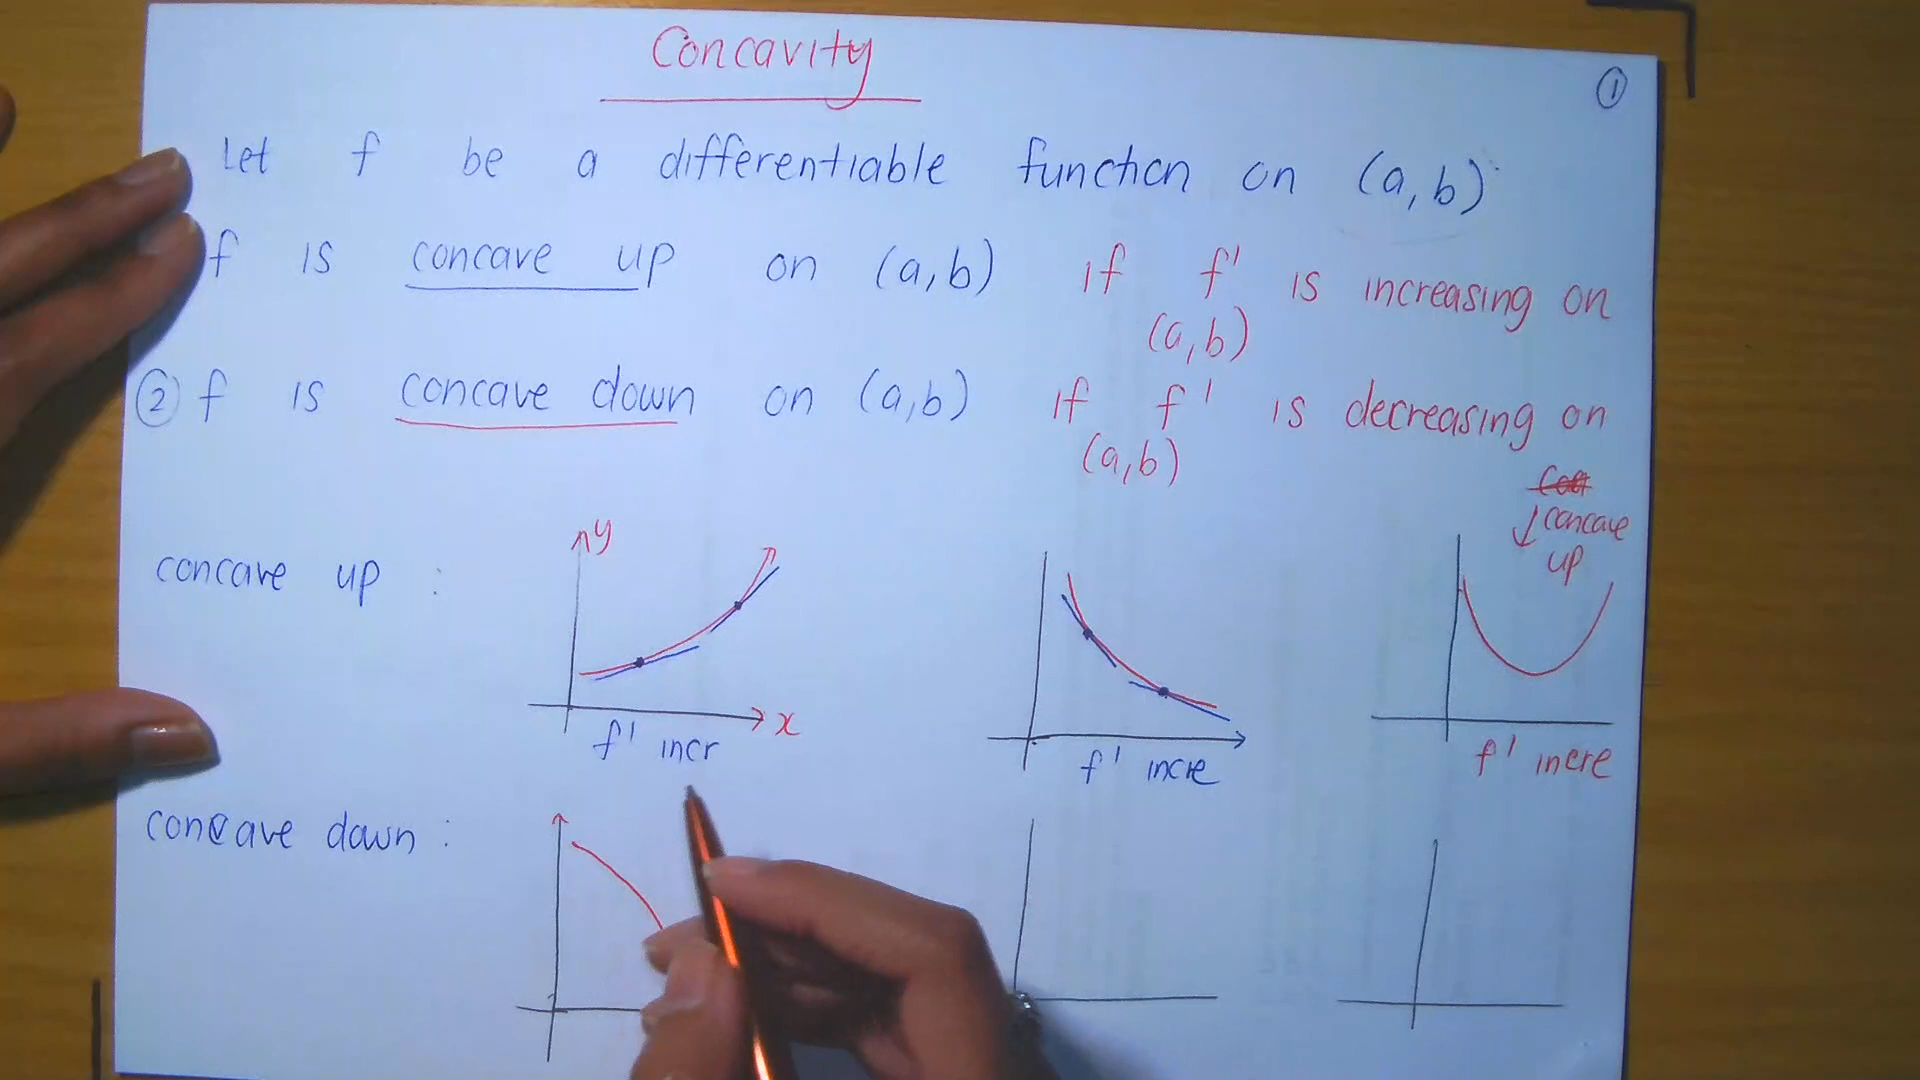 Concavity
①
Let f be a differentiable function on (a,b)
f is concave up on (a,b) if f' is increasing on
(a,b)
② f is concave down on (a,b) if f' is decreasing on
(a,b)
concave
up
concave up :
y
x
f' incr
f' incre
f' incre
concave down :